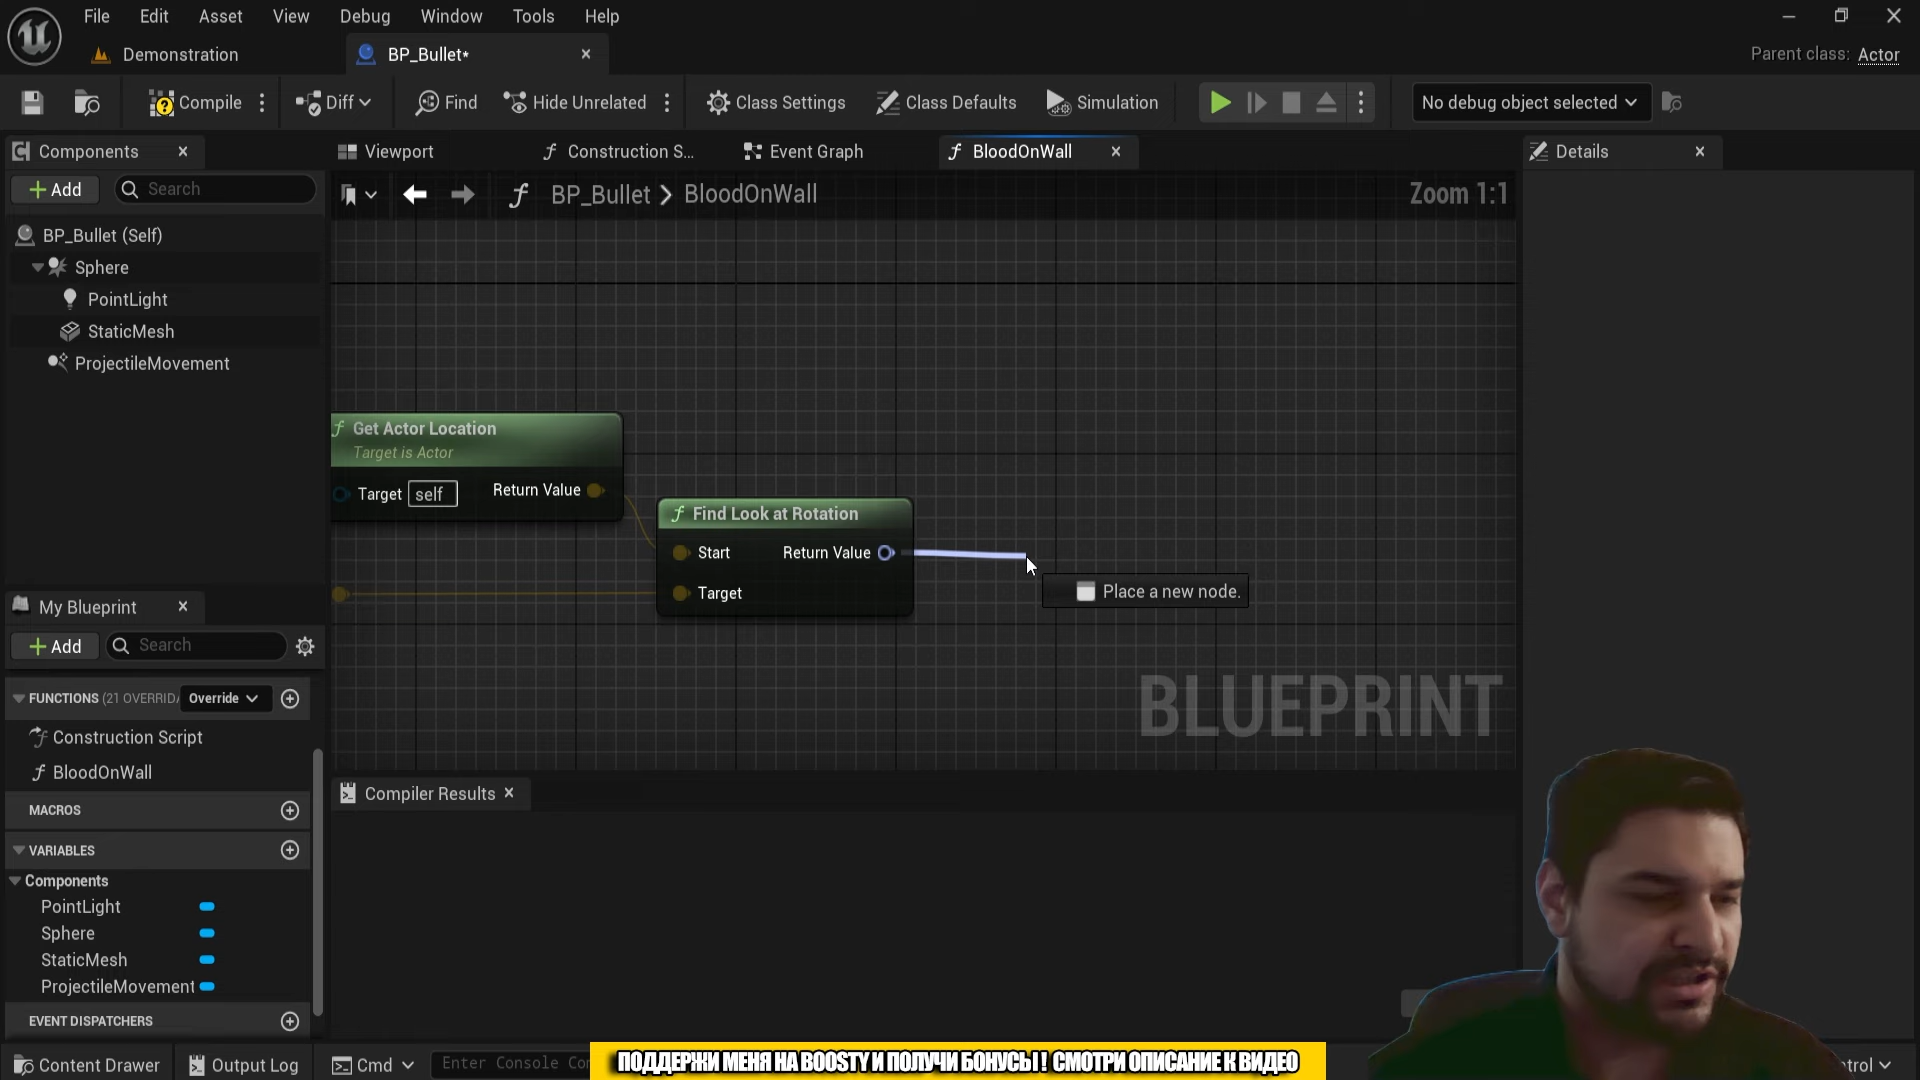 File Edit Asset View Debug Window Tools Help
Demonstration
BP_Bullet*
Parent class: Actor
Compile
Diff
Find
Hide Unrelated
Class Settings
Class Defaults
Simulation
No debug object selected
Components
Viewport
Construction S...
Event Graph
BloodOnWall
Details
Add
Search
BP_Bullet > BloodOnWall
Zoom 1:1
BP_Bullet (Self)
Sphere
PointLight
StaticMesh
ProjectileMovement
Get Actor Location
Target is Actor
Target self
Return Value
Find Look at Rotation
Start
Return Value
Target
Place a new node.
BLUEPRINT
My Blueprint
Add
Search
FUNCTIONS (21 OVERRID
Override
Construction Script
BloodOnWall
MACROS
VARIABLES
Components
PointLight
Sphere
StaticMesh
ProjectileMovement
EVENT DISPATCHERS
Compiler Results
Content Drawer
Output Log
Cmd
Enter Console Co
ПОДДЕРЖИ МЕНЯ НА BOOSTY И ПОЛУЧИ БОНУСЫ! СМОТРИ ОПИСАНИЕ К ВИДЕО